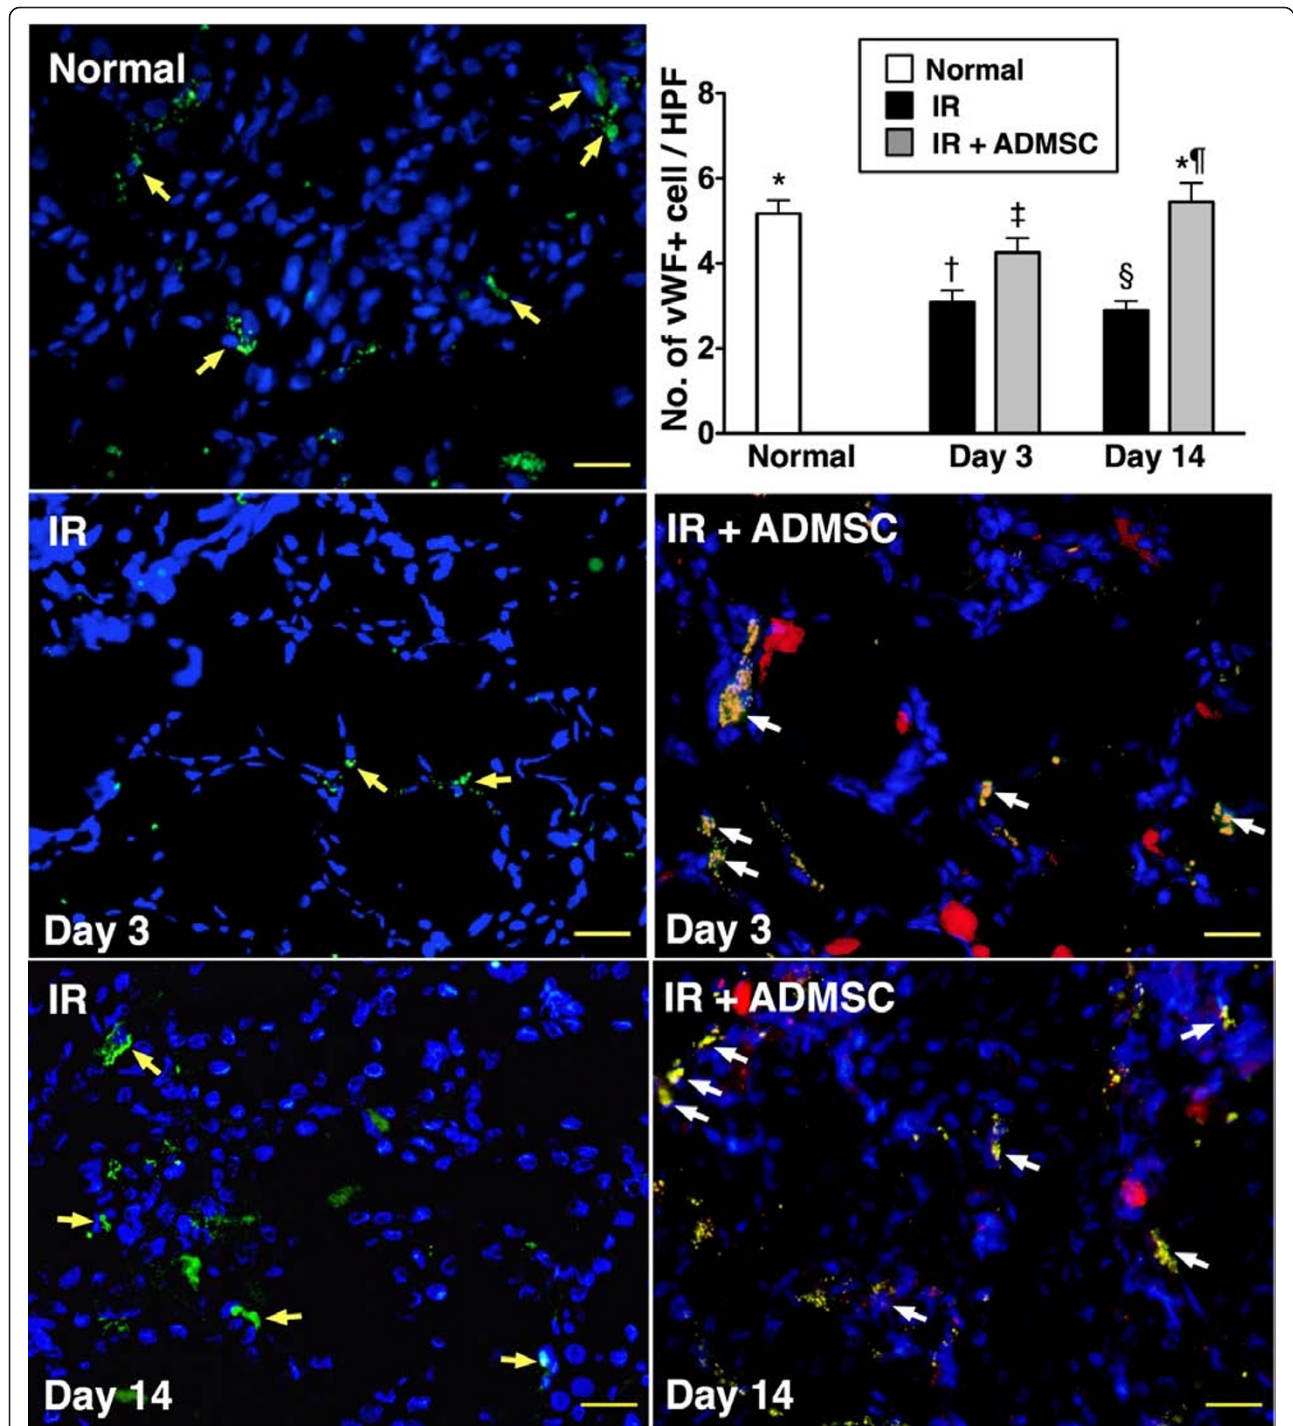 Normal
Normal
IR
IR + ADMSC
No. of vWF+ cell / HPF
8
6
4
2
0
*
†
‡
§
*¶
Normal
Day 3
Day 14
IR
Day 3
IR + ADMSC
Day 3
IR
Day 14
IR + ADMSC
Day 14